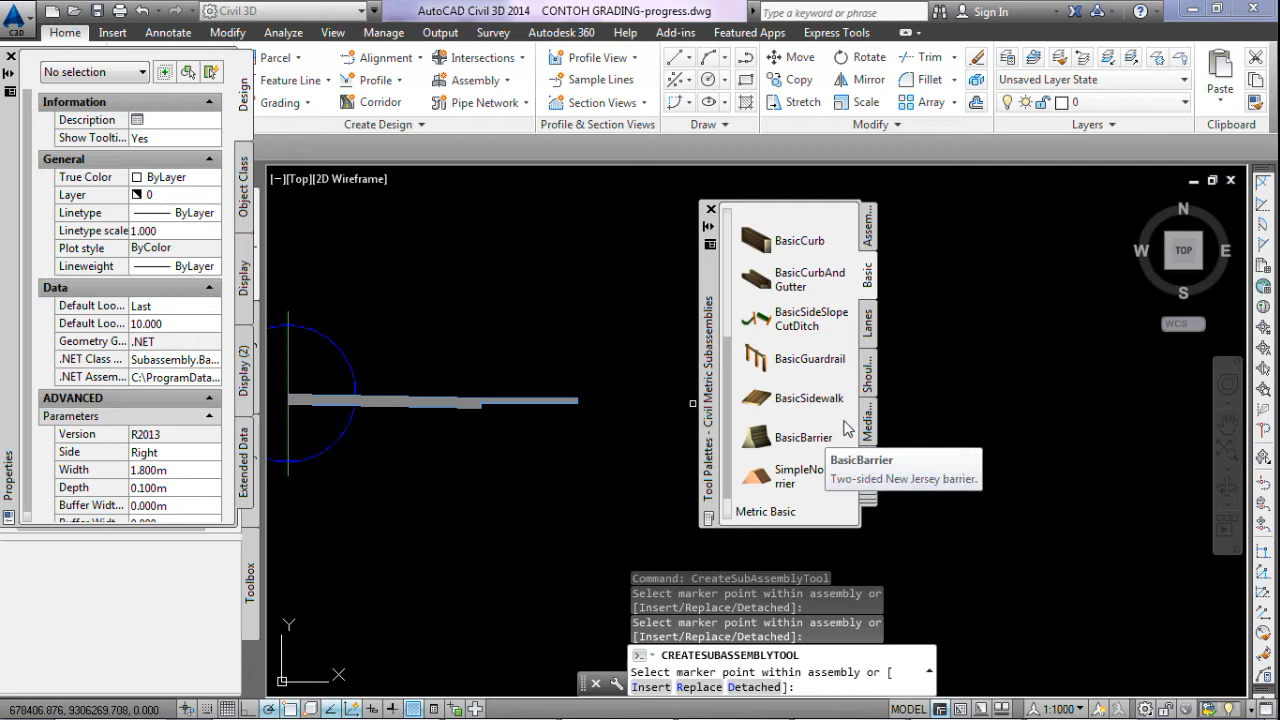 C3D
Civil 3D
AutoCAD Civil 3D 2014 CONTOH GRADING-progress.dwg
Type a keyword or phrase
Sign In
Home Insert Annotate Modify Analyze View Manage Output Survey Autodesk 360 Help Add-ins Featured Apps Express Tools
Parcel Alignment Intersections Profile View Move Rotate Trim Unsaved Layer State
Feature Line Profile Assembly Sample Lines Copy Mirror Fillet
Grading Corridor Pipe Network Section Views Stretch Scale Array 0 Paste
Create Design Profile & Section Views Draw Modify Layers Clipboard
No selection
Information
Description
Show Toolti... Yes
General
True Color ByLayer
Layer 0
Linetype ByLayer
Linetype scale 1.000
Plot style ByColor
Lineweight ByLayer
Data
Default Loo... Last
Default Loo... 10.000
Geometry G... .NET
.NET Class ... Subassembly.Ba...
.NET Assem... C:\ProgramData...
ADVANCED
Parameters
Version R2013
Side Right
Width 1.800m
Depth 0.100m
Buffer Widt... 0.000m
Properties
Design
Object Class
Display
Display (2)
Extended Data
Toolbox
[−][Top][2D Wireframe]
N
W TOP E
S
WCS
BasicCurb
BasicCurbAnd
Gutter
BasicSideSlope
CutDitch
BasicGuardrail
BasicSidewalk
BasicBarrier
SimpleNo
rrier
Metric Basic
Tool Palettes - Civil Metric Subassemblies
Assem...
Basic
Lanes
Shoul...
Media...
BasicBarrier
Two-sided New Jersey barrier.
Y
X
Command: CreateSubAssemblyTool
Select marker point within assembly or
[Insert/Replace/Detached]:
Select marker point within assembly or
[Insert/Replace/Detached]:
CREATESUBASSEMBLYTOOL
Select marker point within assembly or [
Insert Replace Detached]:
678406.876, 9306269.708, 0.000
MODEL
1:1000